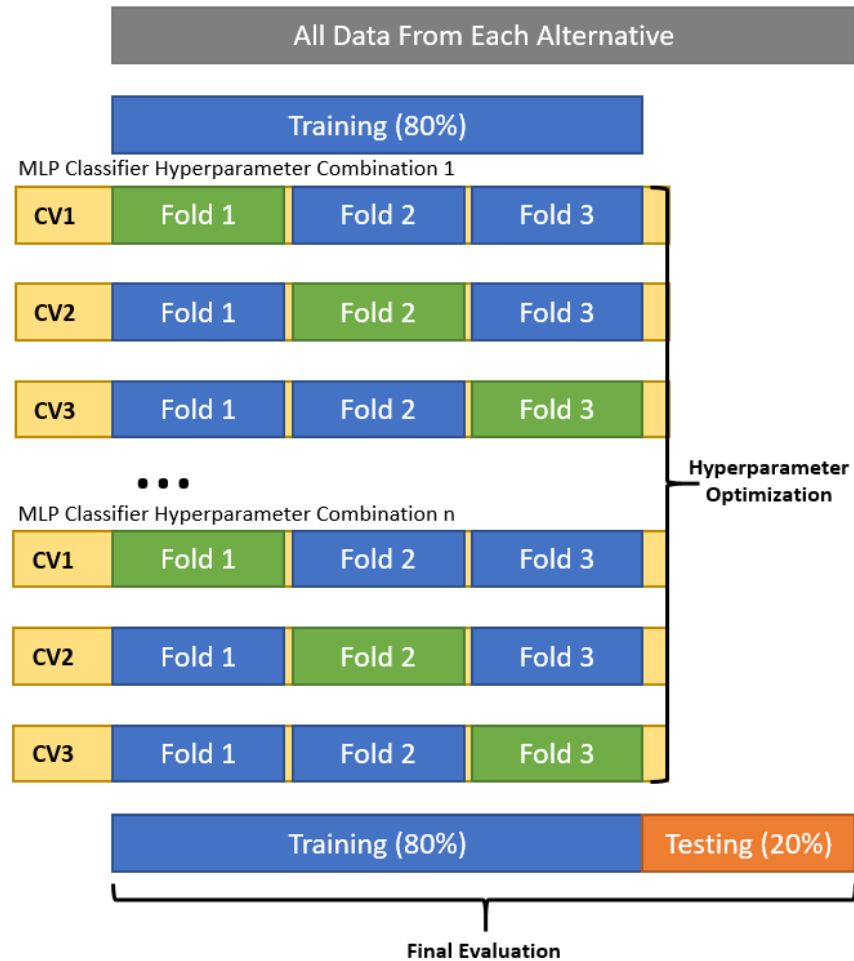 All Data From Each Alternative
Training (80%)
MLP Classifier Hyperparameter Combination 1
CV1 Fold 1 Fold 2 Fold 3
CV2 Fold 1 Fold 2 Fold 3
CV3 Fold 1 Fold 2 Fold 3
...
Hyperparameter
Optimization
MLP Classifier Hyperparameter Combination n
CV1 Fold 1 Fold 2 Fold 3
CV2 Fold 1 Fold 2 Fold 3
CV3 Fold 1 Fold 2 Fold 3
Training (80%) Testing (20%)
Final Evaluation